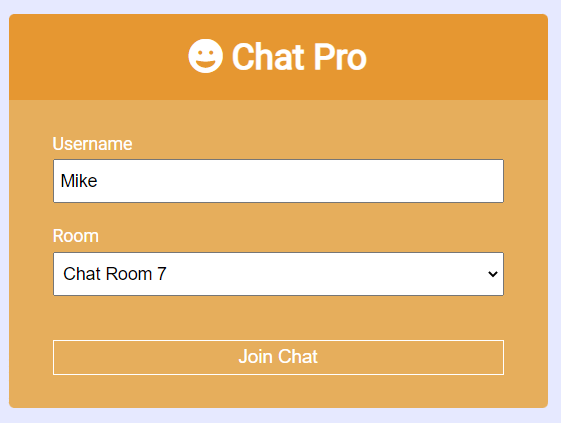 Chat Pro
Username
Mike
Room
Chat Room 7
Join Chat